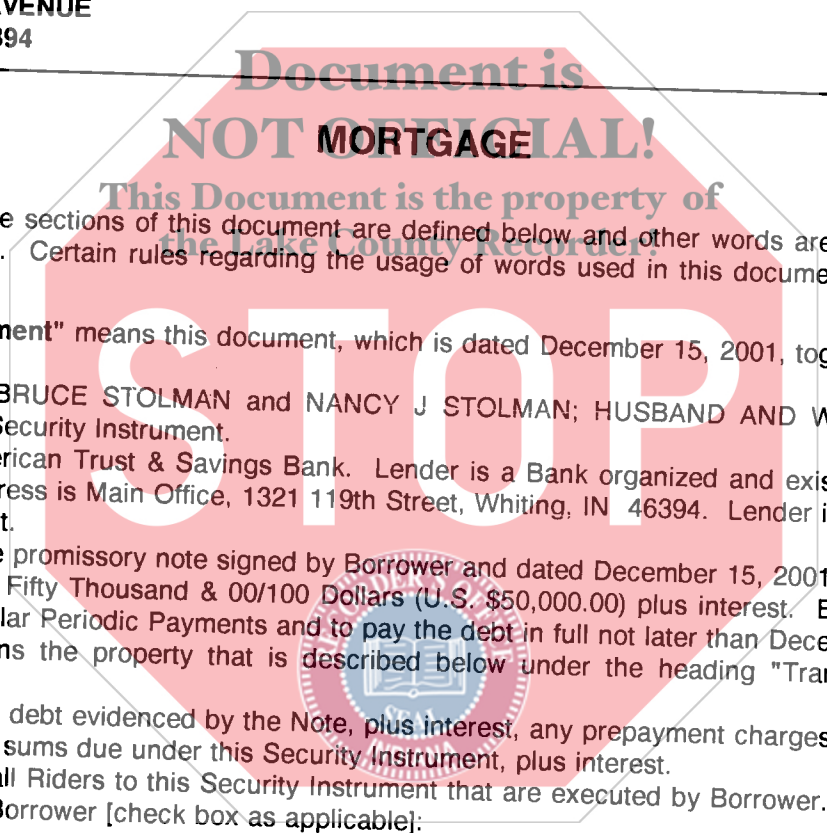 AVENUE
394
Document is
NOT OFFICIAL!
MORTGAGE
This Document is the property of
the Lake County Recorder!
e sections of this document are defined below and other words are
. Certain rules regarding the usage of words used in this docume
ment" means this document, which is dated December 15, 2001, tog
BRUCE STOLMAN and NANCY J STOLMAN; HUSBAND AND W
Security Instrument.
erican Trust & Savings Bank. Lender is a Bank organized and exis
ress is Main Office, 1321 119th Street, Whiting, IN 46394. Lender i
t.
e promissory note signed by Borrower and dated December 15, 2001
Fifty Thousand & 00/100 Dollars (U.S. $50,000.00) plus interest. B
lar Periodic Payments and to pay the debt in full not later than Dece
ns the property that is described below under the heading "Tran
debt evidenced by the Note, plus interest, any prepayment charges
sums due under this Security Instrument, plus interest.
all Riders to this Security Instrument that are executed by Borrower.
Borrower [check box as applicable]:
STOP
SEAL